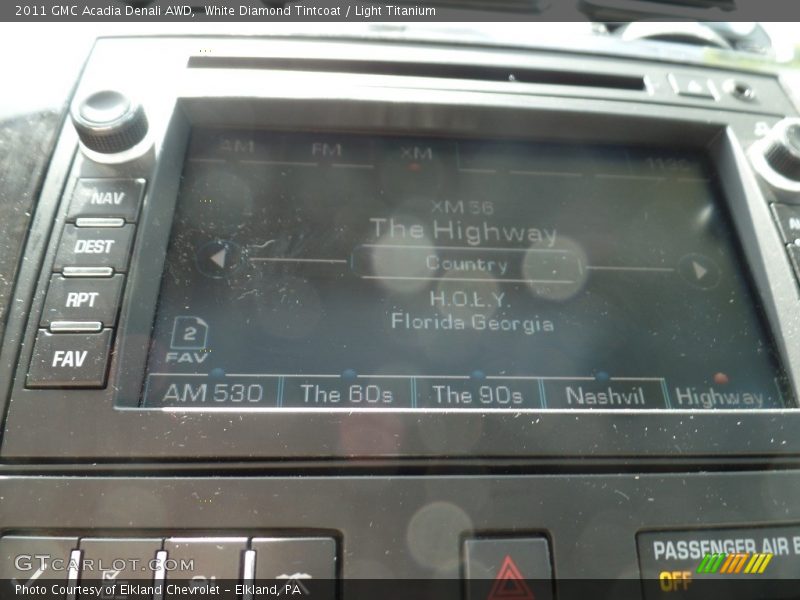 2011 GMC Acadia Denali AWD, White Diamond Tintcoat / Light Titanium
AM FM XM
XM 56
The Highway
NAV
DEST
Country
RPT
H.O.L.Y.
Florida Georgia
2
FAV
FAV
AM 530 The 60s The 90s Nashvil Highway
PASSENGER AIR B
OFF
GTCARLOT.COM
Photo Courtesy of Elkland Chevrolet - Elkland, PA